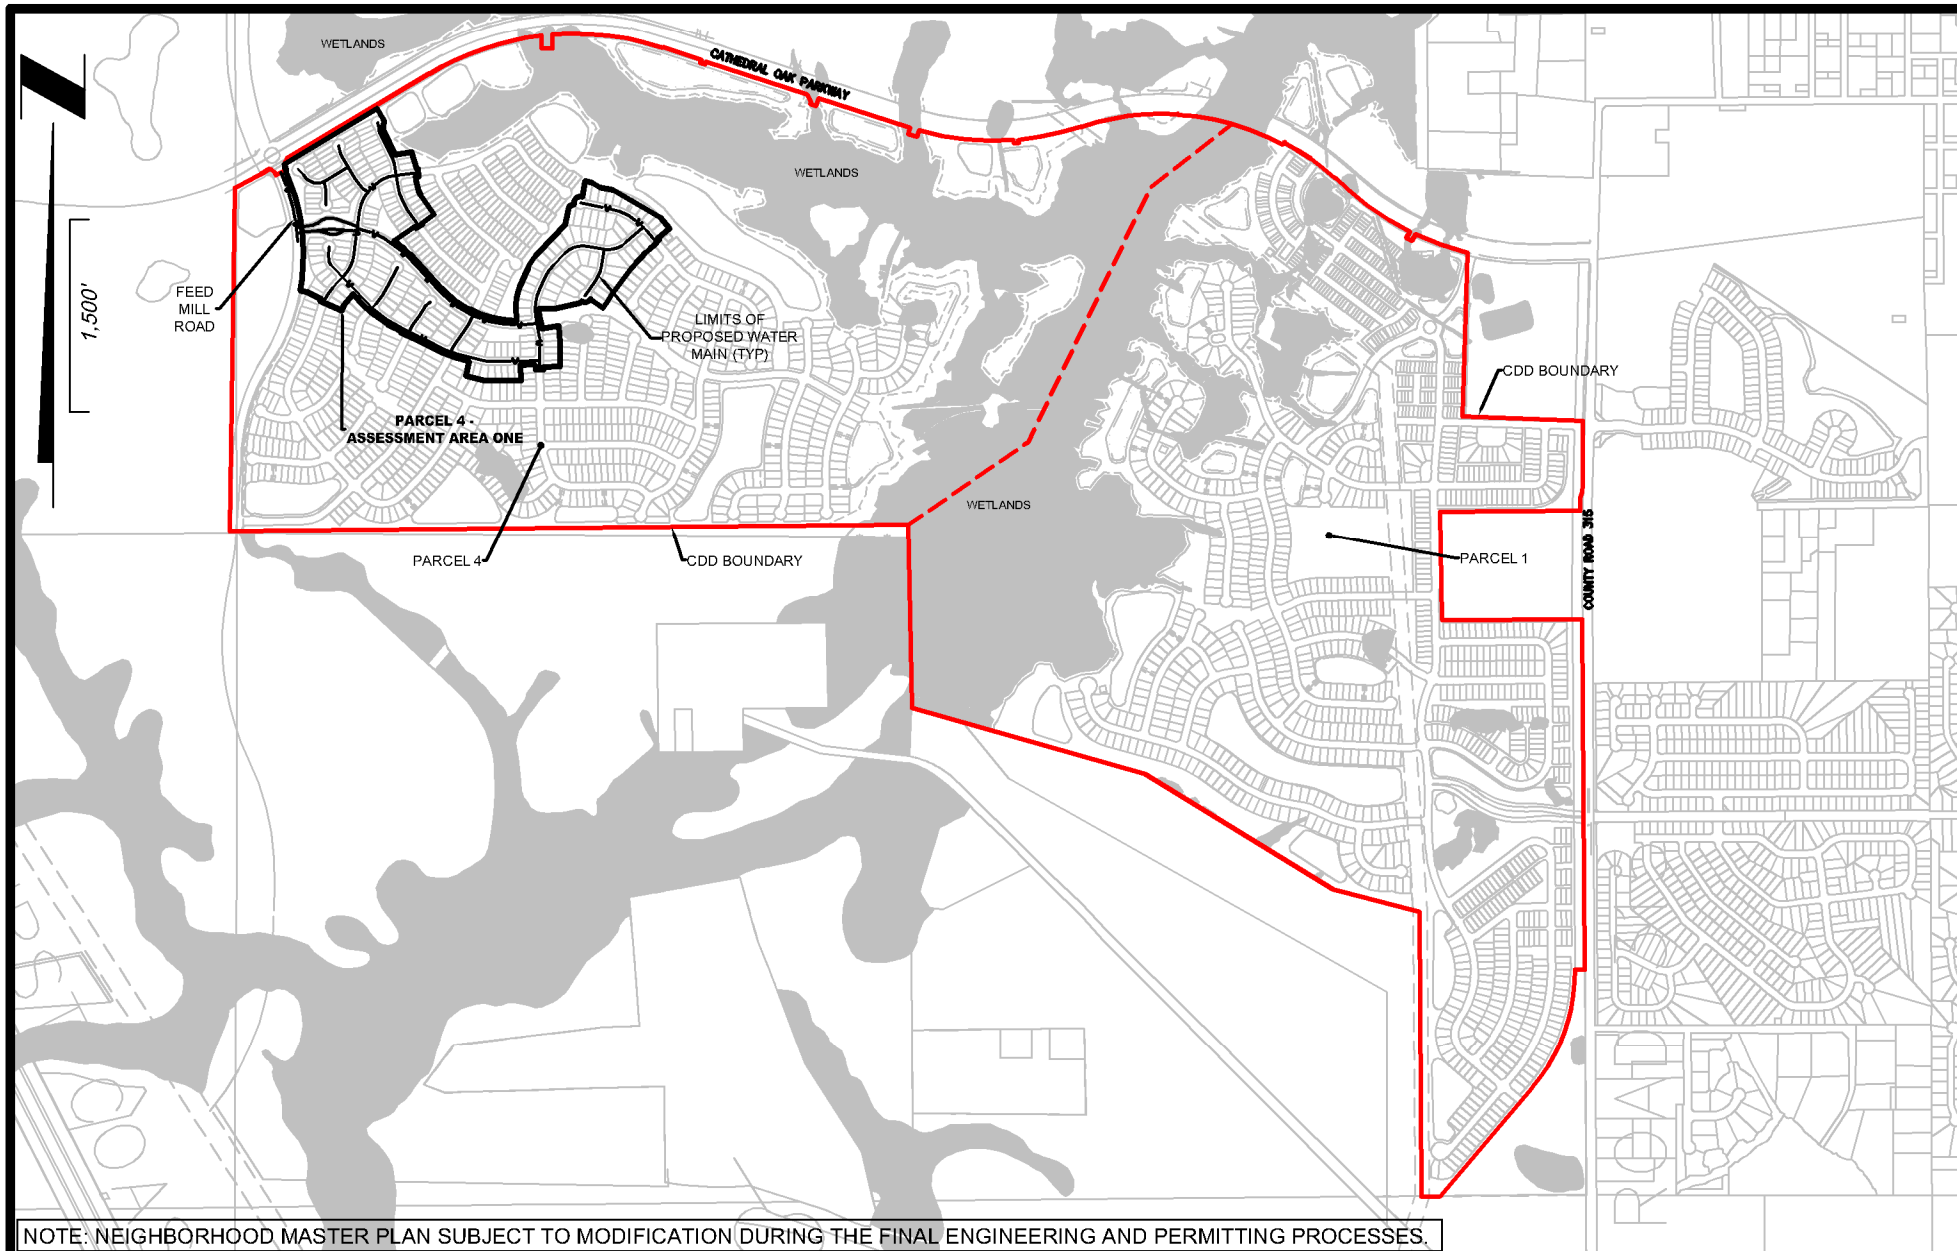 WETLANDS
CATHEDRAL OAK PARKWAY
WETLANDS
1,500'
FEED
MILL
ROAD
LIMITS OF
PROPOSED WATER
MAIN (TYP)
CDD BOUNDARY
PARCEL 4 -
ASSESSMENT AREA ONE
WETLANDS
PARCEL 4
CDD BOUNDARY
PARCEL 1
COUNTY ROAD 315
ROAD
NOTE: NEIGHBORHOOD MASTER PLAN SUBJECT TO MODIFICATION DURING THE FINAL ENGINEERING AND PERMITTING PROCESSES.